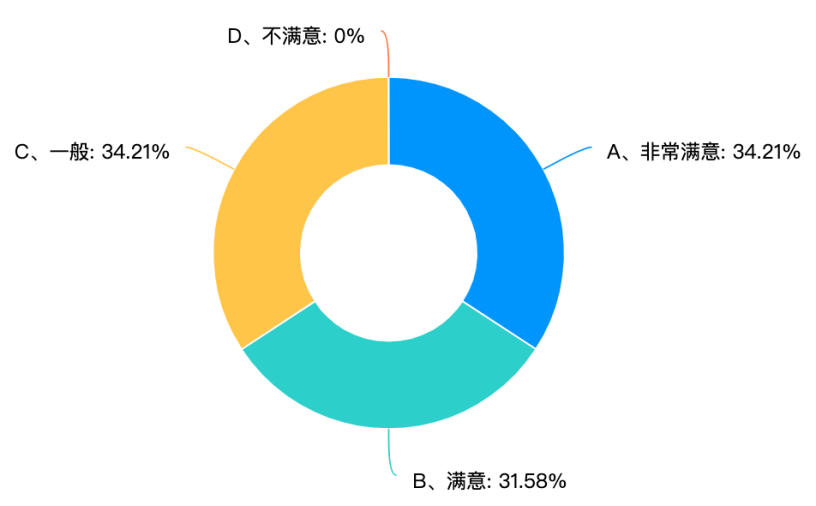 D、不满意: 0%
C、一般: 34.21%
A、非常满意: 34.21%
B、满意: 31.58%